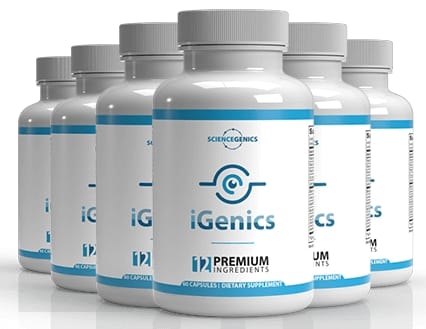 SCIENCEGENICS
iGenics
12 PREMIUM
INGREDIENTS
60 CAPSULES | DIETARY SUPPLEMENT